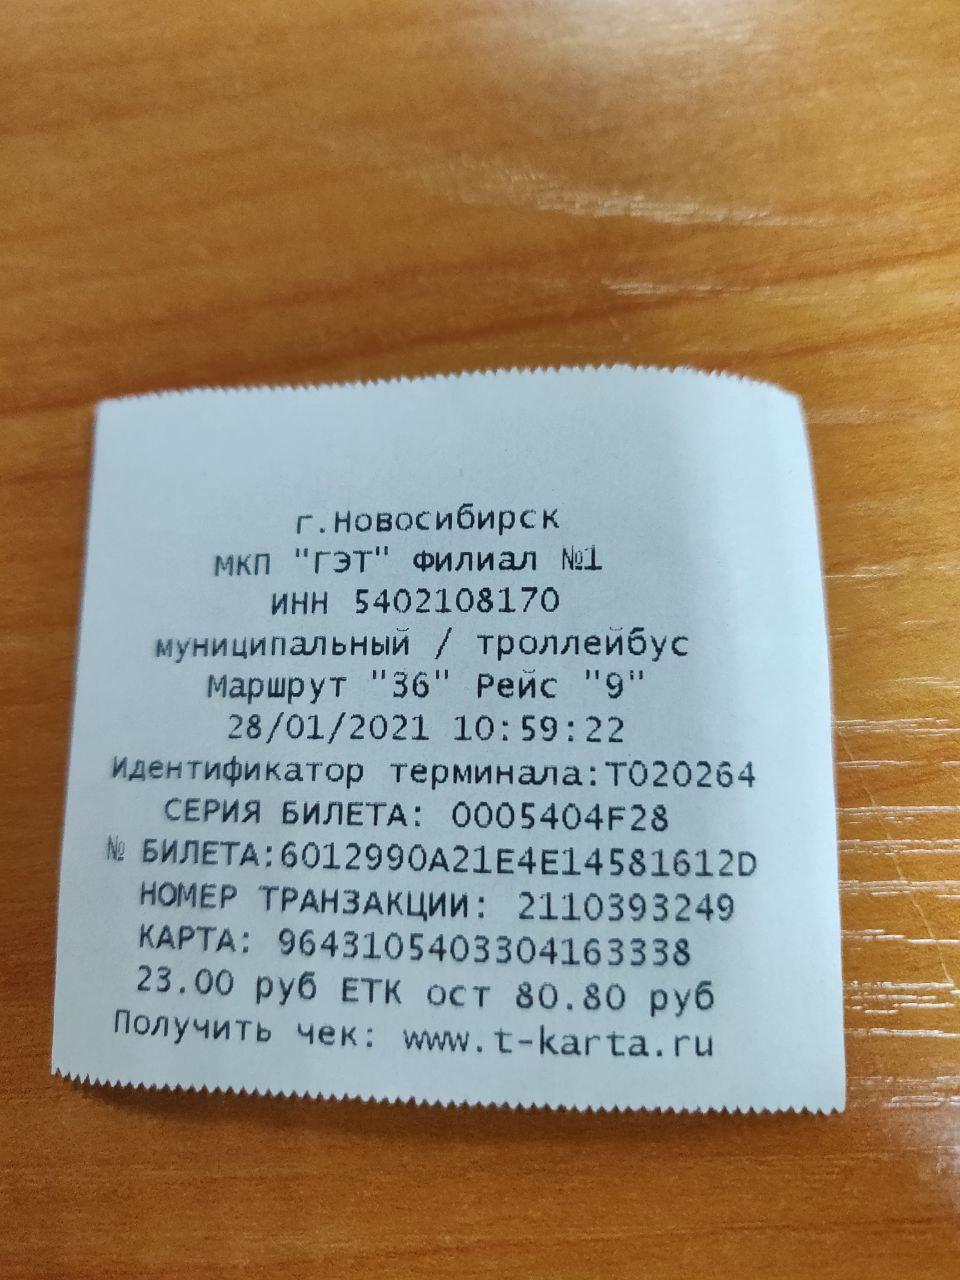 г.Новосибирск
МКП "ГЭТ" Филиал №1
ИНН 5402108170
муниципальный / троллейбус
Маршрут "36" Рейс "9"
28/01/2021 10:59:22
Идентификатор терминала:T020264
СЕРИЯ БИЛЕТА: 0005404F28
№ БИЛЕТА:6012990A21E4E14581612D
НОМЕР ТРАНЗАКЦИИ: 2110393249
КАРТА: 9643105403304163338
23.00 руб ЕТК ост 80.80 руб
Получить чек: www.t-karta.ru